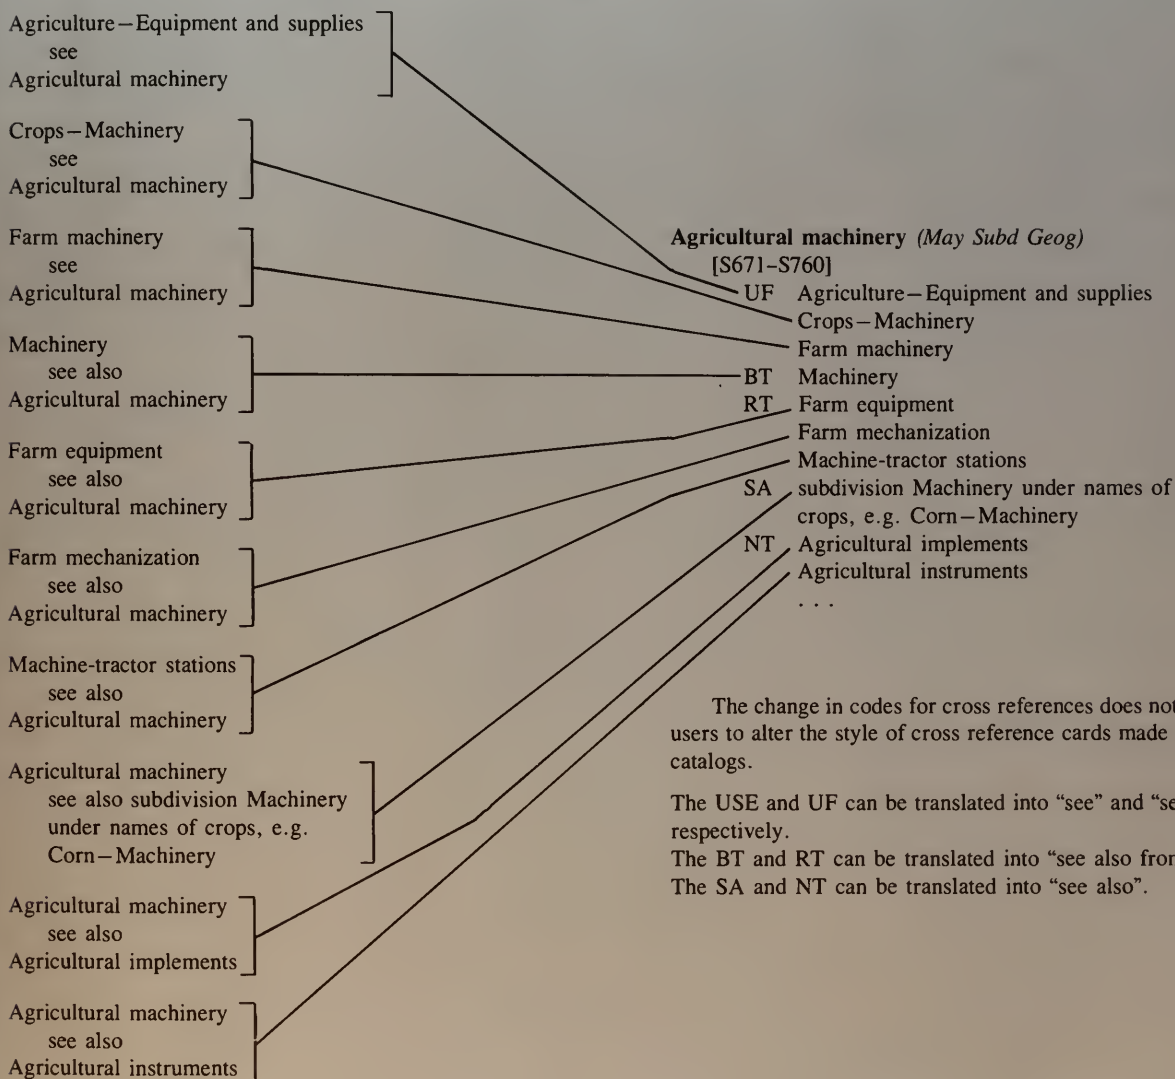 Agriculture—Equipment and supplies
see
Agricultural machinery
Crops—Machinery
see
Agricultural machinery
Farm machinery
see
Agricultural machinery
Machinery
see also
Agricultural machinery
Farm equipment
see also
Agricultural machinery
Farm mechanization
see also
Agricultural machinery
Machine-tractor stations
see also
Agricultural machinery
Agricultural machinery
see also subdivision Machinery
under names of crops, e.g.
Corn—Machinery
Agricultural machinery
see also
Agricultural implements
Agricultural machinery
see also
Agricultural instruments
Agricultural machinery (May Subd Geog)
[S671–S760]
UF Agriculture—Equipment and supplies
Crops—Machinery
Farm machinery
BT Machinery
RT Farm equipment
Farm mechanization
Machine-tractor stations
SA subdivision Machinery under names of
crops, e.g. Corn—Machinery
NT Agricultural implements
Agricultural instruments
. . .
The change in codes for cross references does not
users to alter the style of cross reference cards made
catalogs.
The USE and UF can be translated into “see” and
respectively.
The BT and RT can be translated into “see also
The SA and NT can be translated into “see also”.